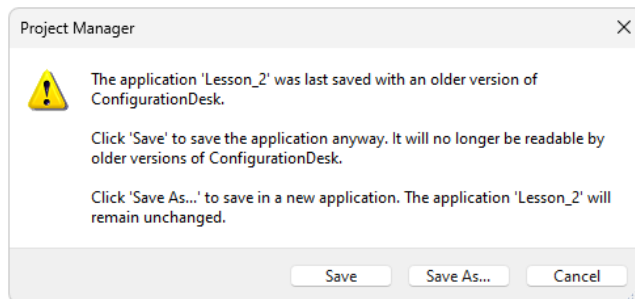 Project Manager
The application 'Lesson_2' was last saved with an older version of
ConfigurationDesk.
Click 'Save' to save the application anyway. It will no longer be readable by
older versions of ConfigurationDesk.
Click 'Save As...' to save in a new application. The application 'Lesson_2' will
remain unchanged.
Save
Save As...
Cancel